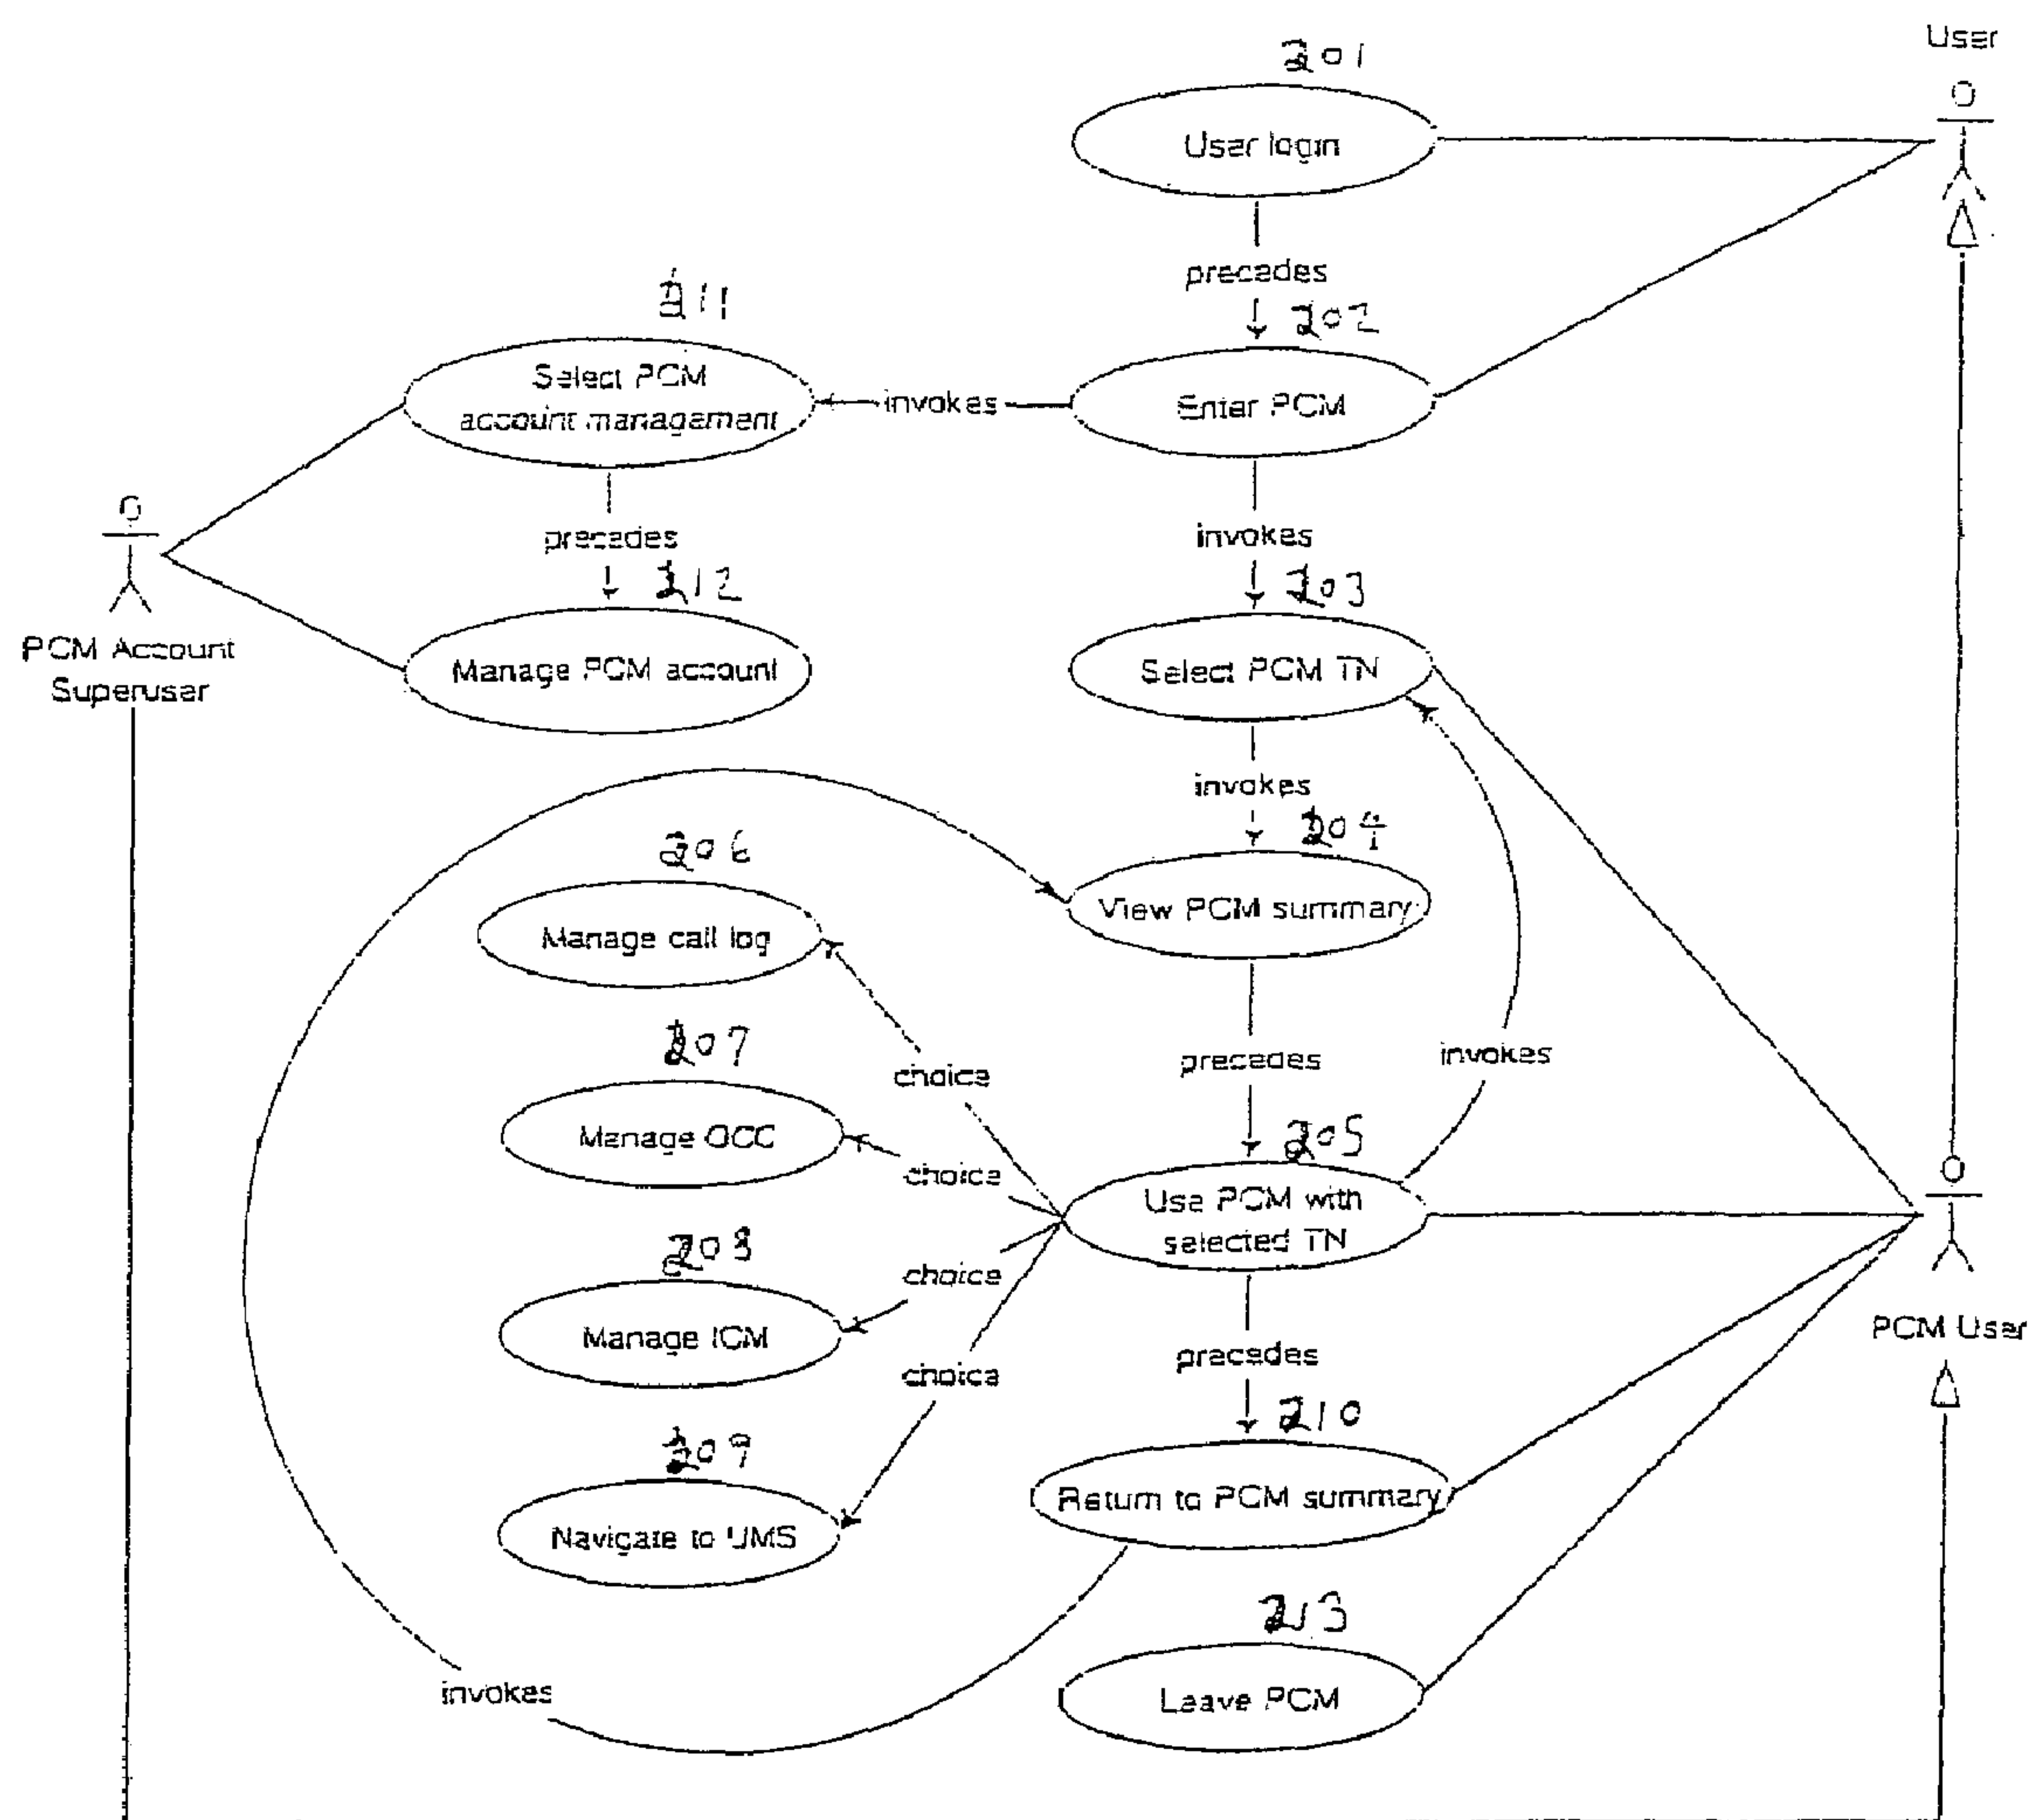 User
201
User login
precedes
202
Enter PCM
invokes
211
Select PCM
account management
precedes
212
Manage PCM account
PCM Account
Superuser
invokes
203
Select PCM TN
invokes
204
View PCM summary
206
Manage call log
choice
207
Manage OCC
choice
208
Manage ICM
choice
209
Navigate to UMS
choice
precedes
invokes
205
Use PCM with
selected TN
PCM User
precedes
210
Return to PCM summary
invokes
213
Leave PCM